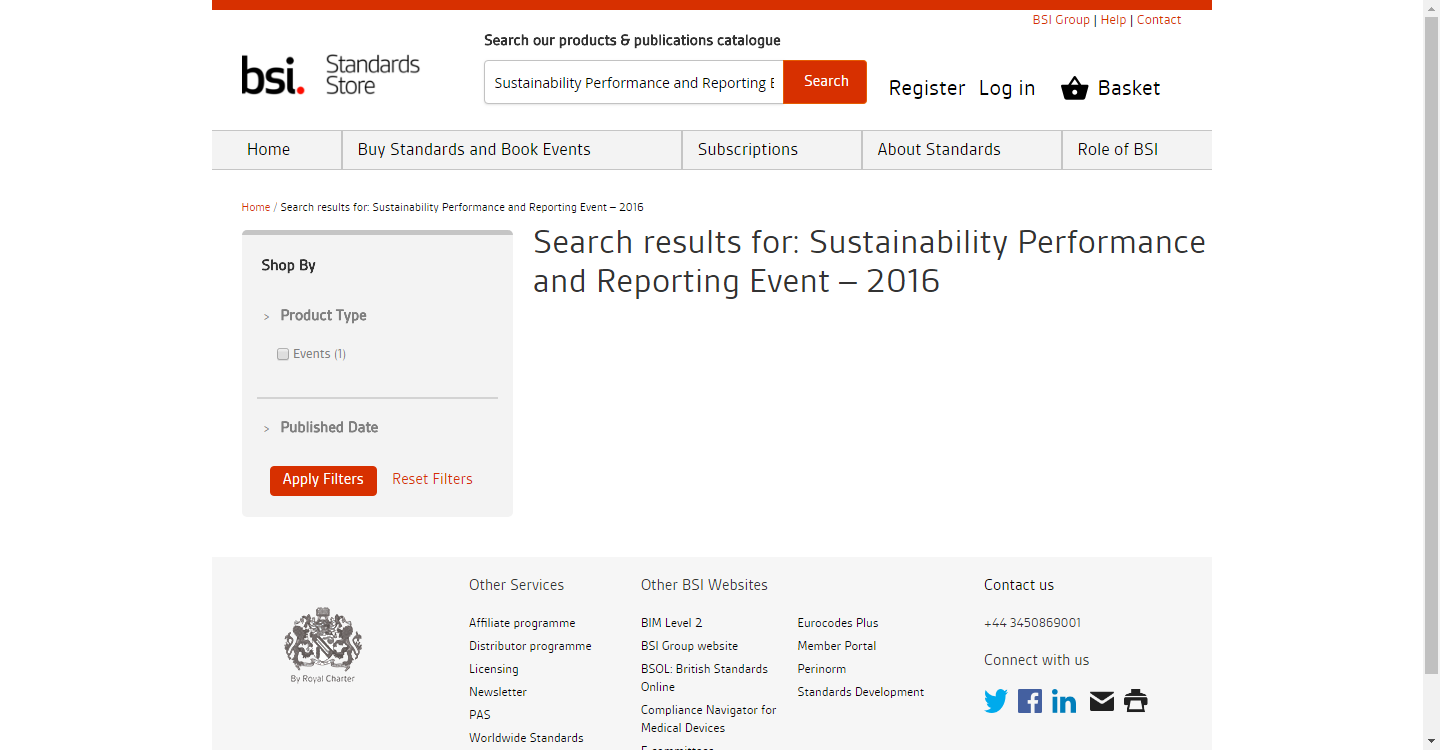 BSI Group | Help | Contact
Search our products & publications catalogue
bsi.
Standards
Store
Sustainability Performance and Reporting E
Search
Register
Log in
Basket
Home
Buy Standards and Book Events
Subscriptions
About Standards
Role of BSI
Home / Search results for: Sustainability Performance and Reporting Event – 2016
Shop By
> Product Type
Events (1)
> Published Date
Apply Filters
Reset Filters
Search results for: Sustainability Performance
and Reporting Event – 2016
By Royal Charter
Other Services
Affiliate programme
Distributor programme
Licensing
Newsletter
PAS
Worldwide Standards
Other BSI Websites
BIM Level 2
BSI Group website
BSOL: British Standards
Online
Compliance Navigator for
Medical Devices
E-committees
Eurocodes Plus
Member Portal
Perinorm
Standards Development
Contact us
+44 3450869001
Connect with us